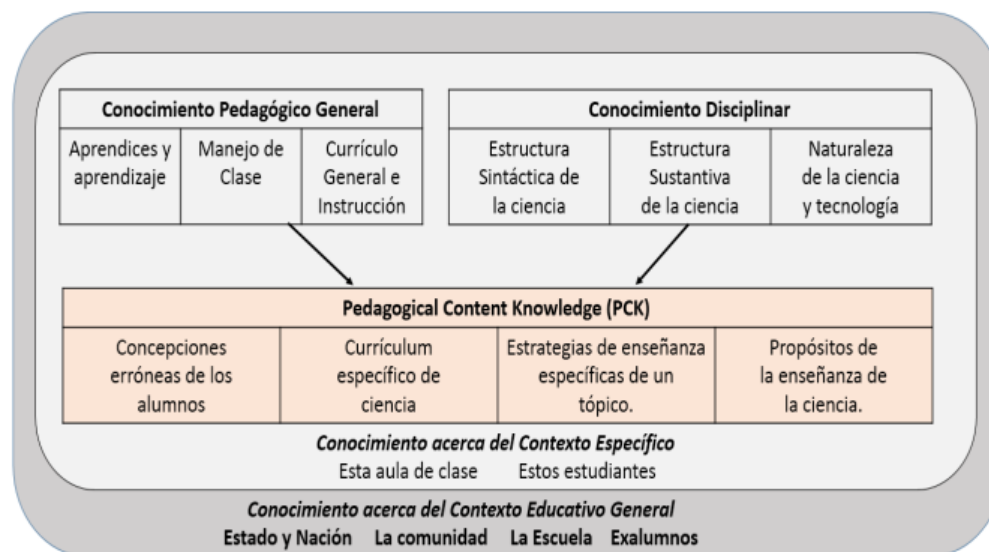 Conocimiento Pedagógico General
Aprendices y
aprendizaje
Manejo de
Clase
Currículo
General e
Instrucción
Conocimiento Disciplinar
Estructura
Sintáctica de
la ciencia
Estructura
Sustantiva
de la ciencia
Naturaleza
de la ciencia
y tecnología
Pedagogical Content Knowledge (PCK)
Concepciones
erróneas de los
alumnos
Currículum
específico de
ciencia
Estrategias de enseñanza
específicas de un
tópico.
Propósitos de
la enseñanza de
la ciencia.
Conocimiento acerca del Contexto Específico
Esta aula de clase Estos estudiantes
Conocimiento acerca del Contexto Educativo General
Estado y Nación La comunidad La Escuela Exalumnos